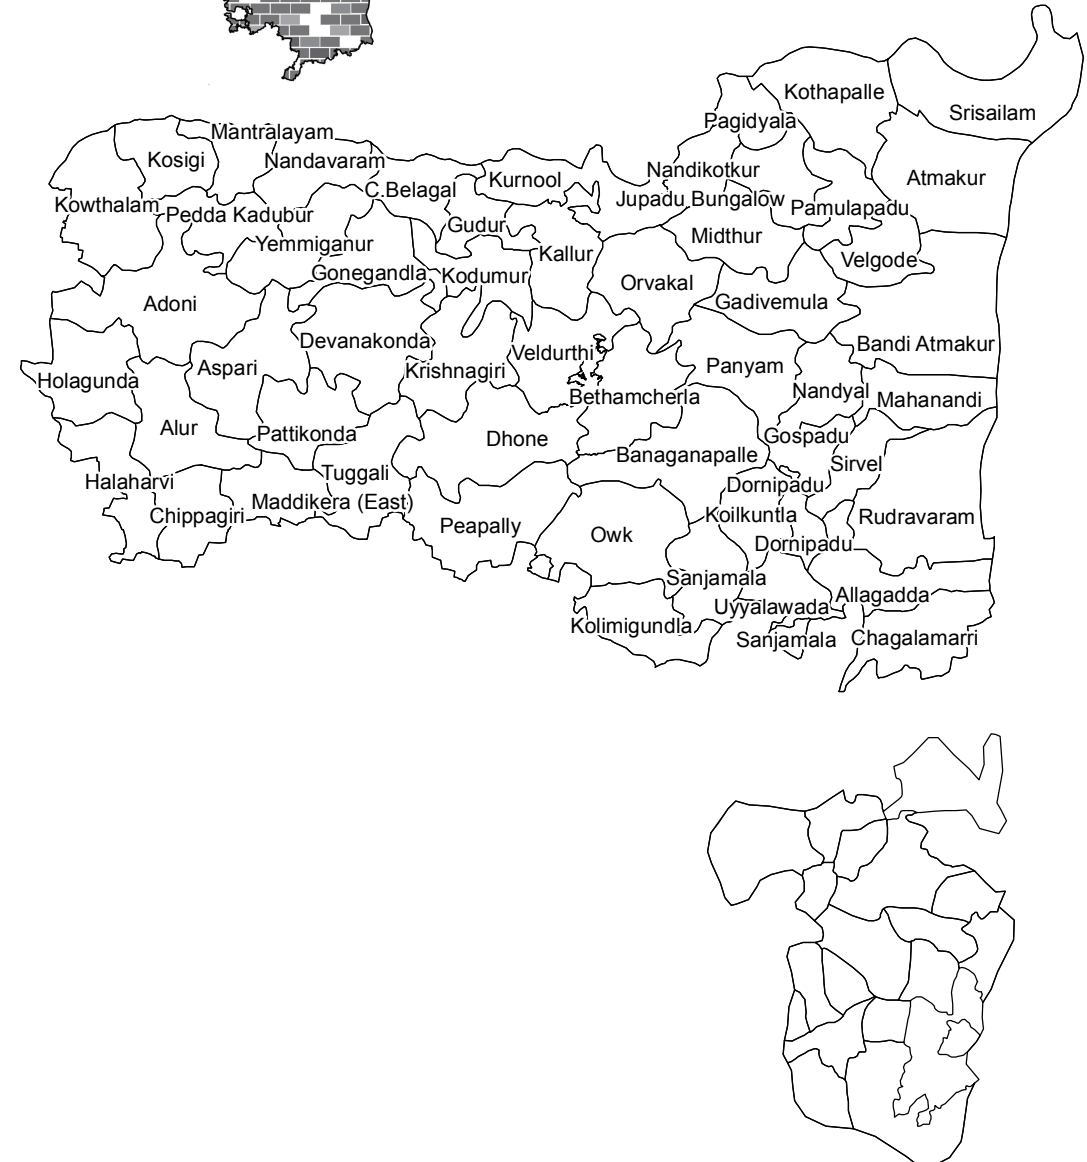 Kothapalle
Srisailam
Pagidyala
Mantralayam
Kosigi
Nandavaram
Nandikotkur
Atmakur
C.Belagal
Kurnool
Jupadu Bungalow
Kowthalam
Pedda Kadubur
Pamulapadu
Gudur
Midthur
Yemmiganur
Kallur
Velgode
Gonegandla
Kodumur
Orvakal
Adoni
Gadivemula
Devanakonda
Bandi Atmakur
Veldurthi
Aspari
Krishnagiri
Panyam
Holagunda
Nandyal
Bethamcherla
Mahanandi
Alur
Pattikonda
Dhone
Gospadu
Banaganapalle
Sirvel
Tuggali
Halaharvi
Dornipadu
Maddikera (East)
Chippagiri
Koilkuntla
Rudravaram
Peapally
Owk
Dornipadu
Sanjamala
Allagadda
Uyyalawada
Kolimigundla
Sanjamala
Chagalamarri